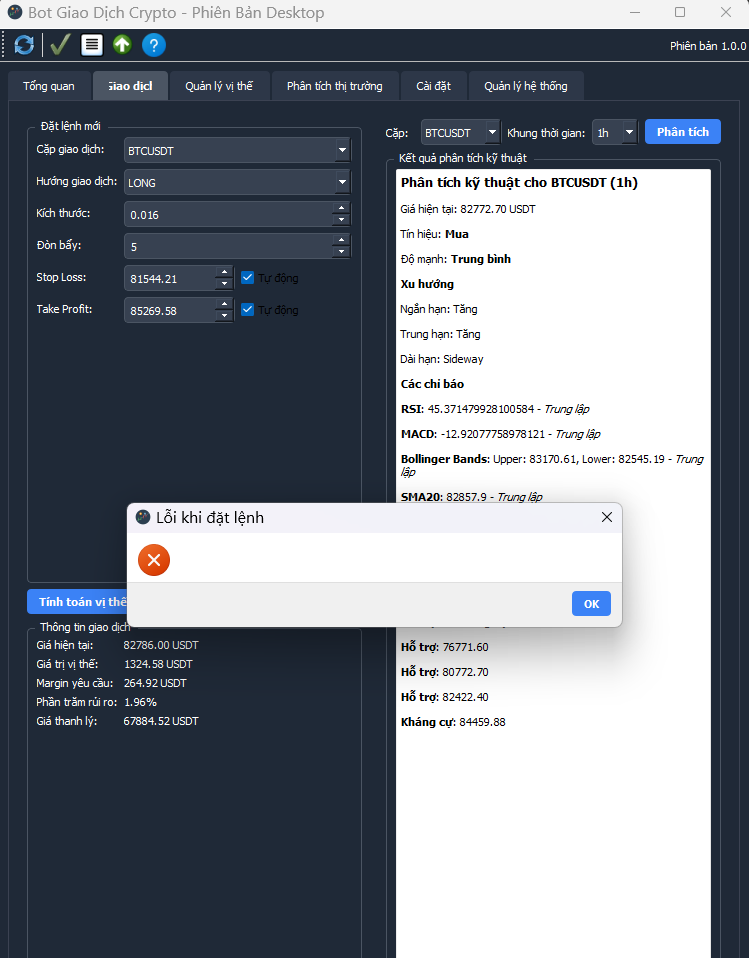 Bot Giao Dịch Crypto - Phiên Bản Desktop
Phiên bản 1.0.0
Tổng quan
Giao dịch
Quản lý vị thế
Phân tích thị trường
Cài đặt
Quản lý hệ thống
Đặt lệnh mới
Cặp giao dịch: BTCUSDT
Hướng giao dịch: LONG
Kích thước: 0.016
Đòn bẩy: 5
Stop Loss: 81544.21 Tự động
Take Profit: 85269.58 Tự động
Tính toán vị thế
Thông tin giao dịch
Giá hiện tại: 82786.00 USDT
Giá trị vị thế: 1324.58 USDT
Margin yêu cầu: 264.92 USDT
Phần trăm rủi ro: 1.96%
Giá thanh lý: 67884.52 USDT
Cặp: BTCUSDT Khung thời gian: 1h Phân tích
Kết quả phân tích kỹ thuật
Phân tích kỹ thuật cho BTCUSDT (1h)
Giá hiện tại: 82772.70 USDT
Tín hiệu: Mua
Độ mạnh: Trung bình
Xu hướng
Ngắn hạn: Tăng
Trung hạn: Tăng
Dài hạn: Sideway
Các chỉ báo
RSI: 45.371479928100584 - Trung lập
MACD: -12.92077758978121 - Trung lập
Bollinger Bands: Upper: 83170.61, Lower: 82545.19 - Trung
lập
SMA20: 82857.9 - Trung lập
Hỗ trợ: 76771.60
Hỗ trợ: 80772.70
Hỗ trợ: 82422.40
Kháng cự: 84459.88
Lỗi khi đặt lệnh
OK